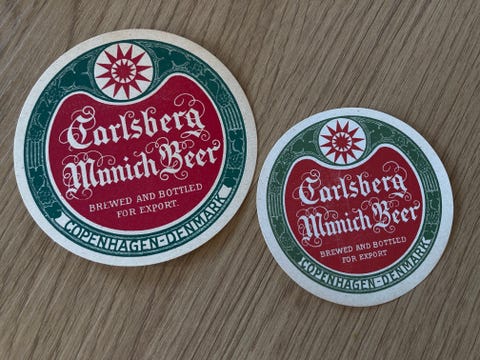 Carlsberg
Munich Beer
BREWED AND BOTTLED
FOR EXPORT.
COPENHAGEN-DENMARK
Carlsberg
Munich Beer
BREWED AND BOTTLED
FOR EXPORT
COPENHAGEN-DENMARK